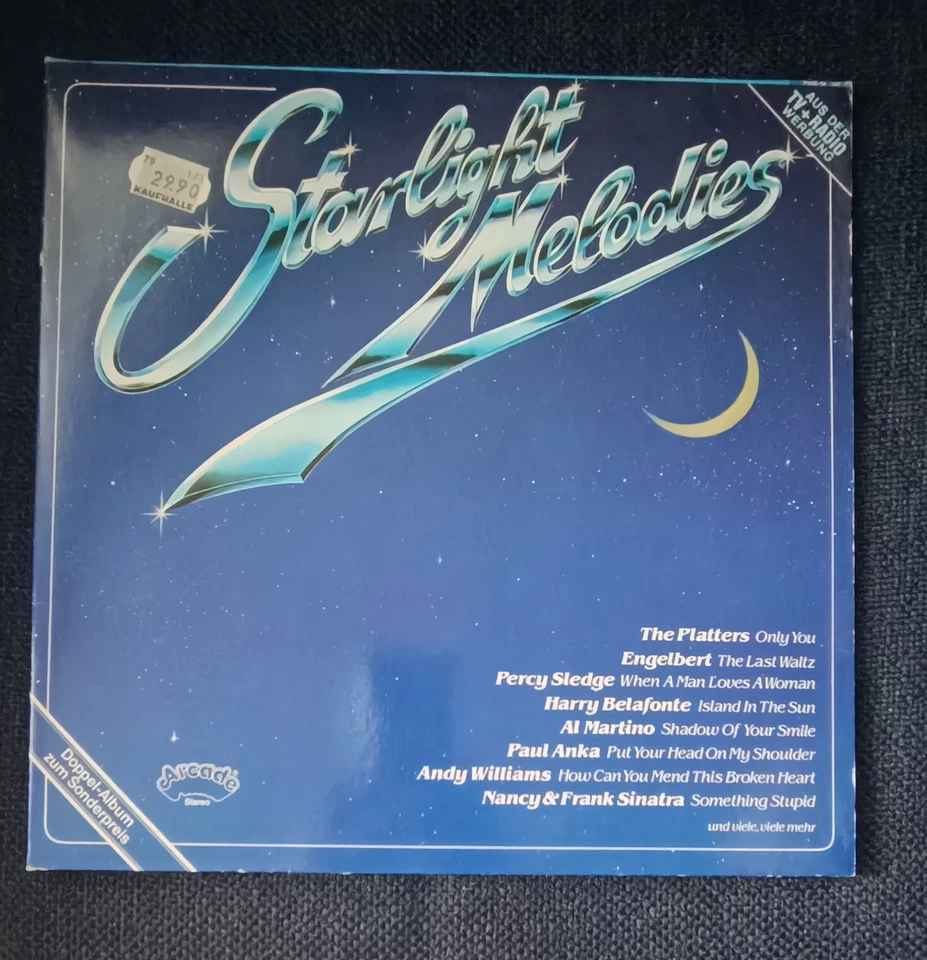 AUS DER
TV + RADIO
WERBUNG
29.90
KAUFHALLE
Starlight
Melodies
The Platters Only You
Engelbert The Last Waltz
Percy Sledge When A Man Loves A Woman
Harry Belafonte Island In The Sun
Al Martino Shadow Of Your Smile
Paul Anka Put Your Head On My Shoulder
Andy Williams How Can You Mend This Broken Heart
Nancy & Frank Sinatra Something Stupid
und viele, viele mehr
Doppel-Album
zum Sonderpreis
Arcade
Stereo